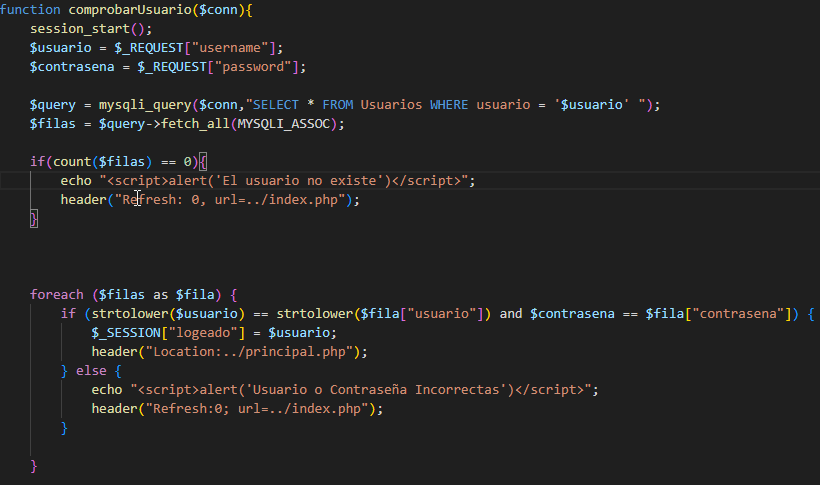 function comprobarUsuario($conn){
session_start();
$usuario = $_REQUEST["username"];
$contrasena = $_REQUEST["password"];
$query = mysqli_query($conn,"SELECT * FROM Usuarios WHERE usuario = '$usuario' ");
$filas = $query->fetch_all(MYSQLI_ASSOC);
if(count($filas) == 0){
echo "<script>alert('El usuario no existe')</script>";
header("Refresh: 0, url=../index.php");
}
foreach ($filas as $fila) {
if (strtolower($usuario) == strtolower($fila["usuario"]) and $contrasena == $fila["contrasena"]) {
$_SESSION["logeado"] = $usuario;
header("Location:../principal.php");
} else {
echo "<script>alert('Usuario o Contraseña Incorrectas')</script>";
header("Refresh:0; url=../index.php");
}
}